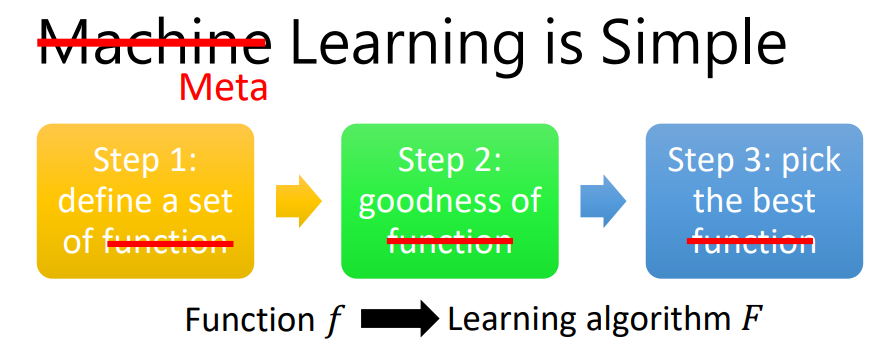 Machine Learning is Simple
Meta
Step 1:
define a set
of function
Step 2:
goodness of
function
Step 3: pick
the best
function
Function f Learning algorithm F